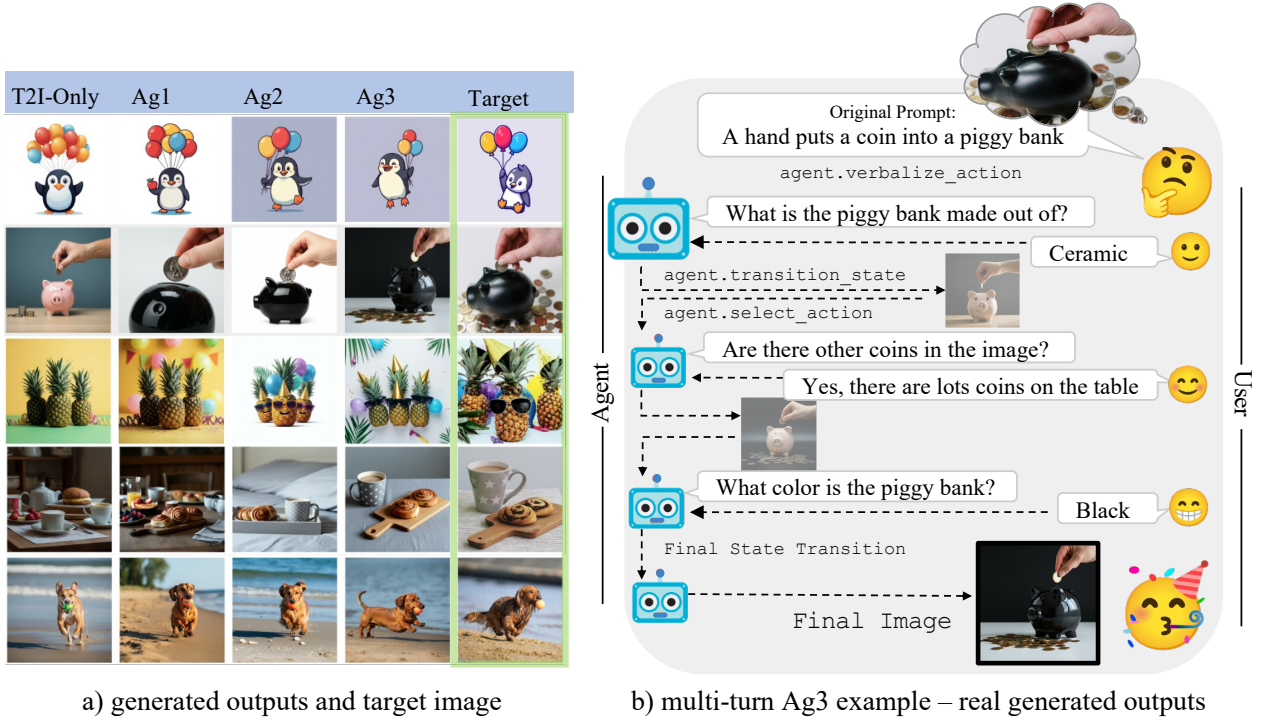 T2I-Only Ag1 Ag2 Ag3 Target
a) generated outputs and target image
Original Prompt:
A hand puts a coin into a piggy bank
agent.verbalize_action
What is the piggy bank made out of?
Ceramic
agent.transition_state
agent.select_action
Are there other coins in the image?
Yes, there are lots coins on the table
What color is the piggy bank?
Black
Final State Transition
Final Image
Agent
User
b) multi-turn Ag3 example – real generated outputs